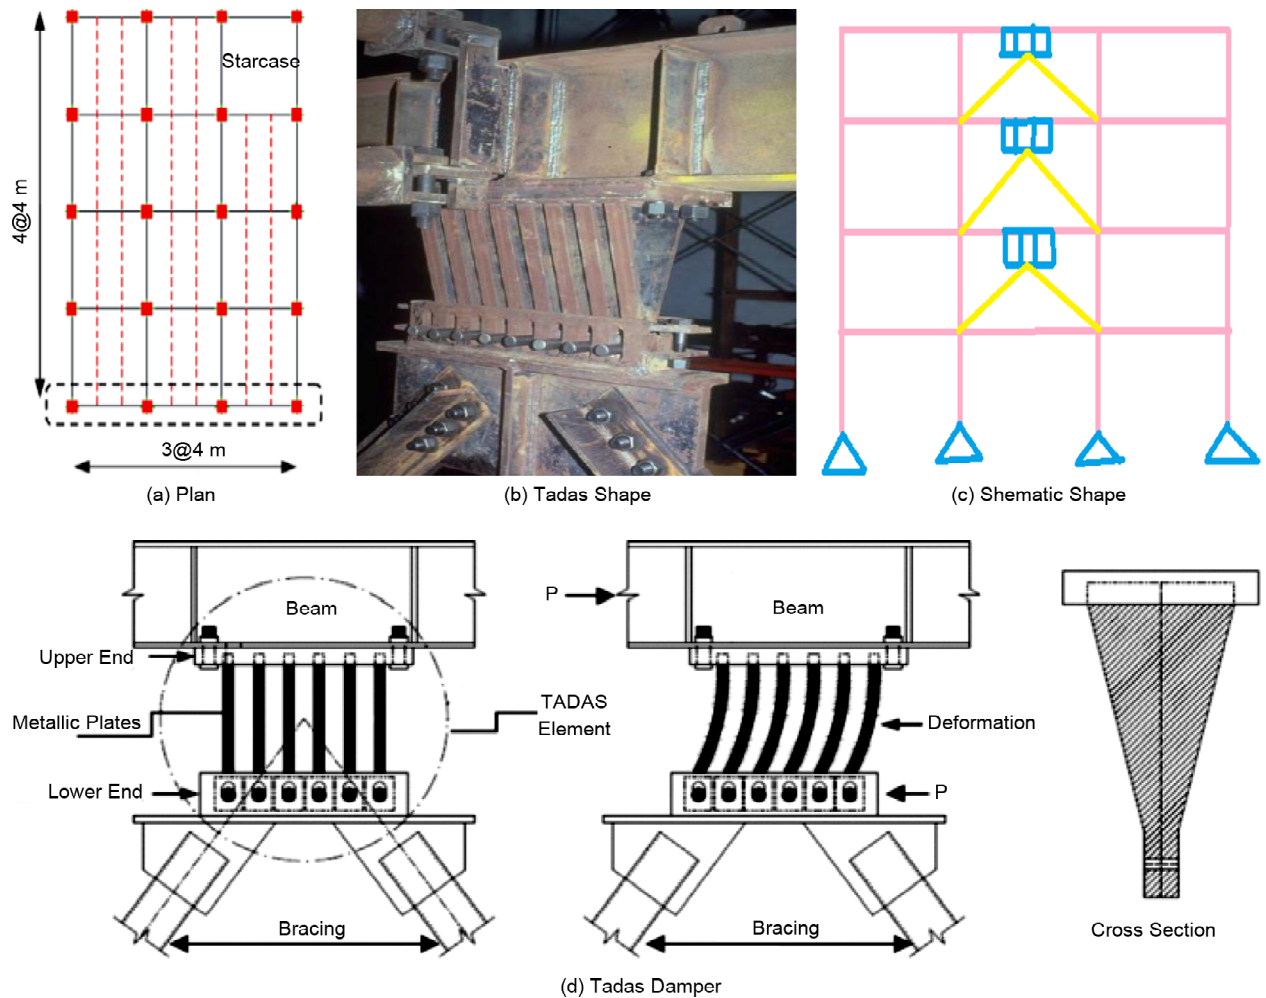 Starcase
4@4 m
3@4 m
(a) Plan
(b) Tadas Shape
(c) Shematic Shape
Beam
Upper End
Metallic Plates
TADAS
Element
Lower End
Bracing
P
Beam
Deformation
P
Bracing
Cross Section
(d) Tadas Damper